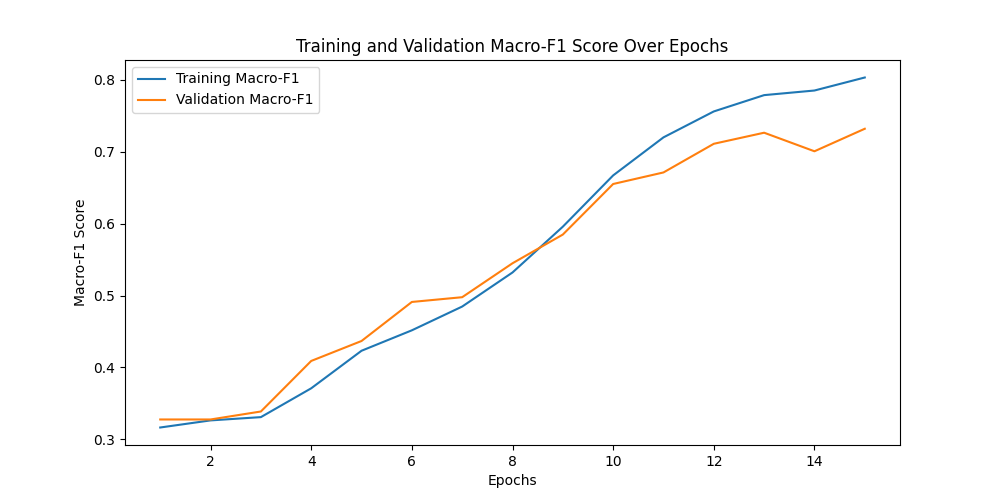 Training and Validation Macro-F1 Score Over Epochs
Training Macro-F1
Validation Macro-F1
Macro-F1 Score
0.8
0.7
0.6
0.5
0.4
0.3
2 4 6 8 10 12 14
Epochs